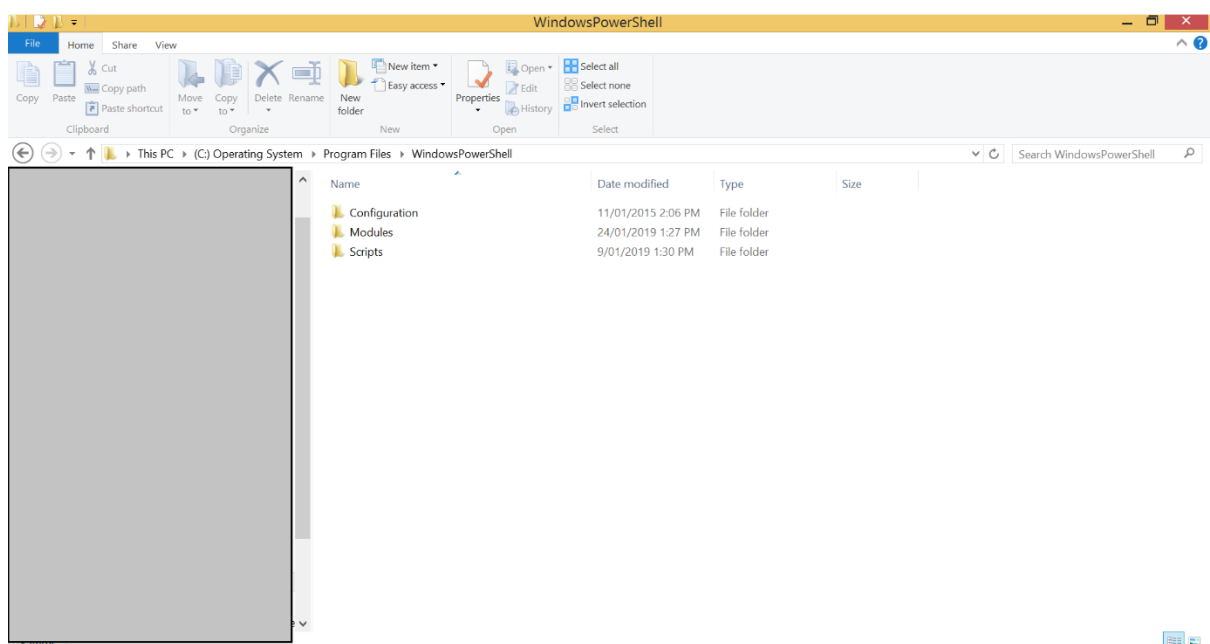 WindowsPowerShell
File Home Share View
Copy
Paste
Cut
Copy path
Paste shortcut
Clipboard
Move to
Copy to
Delete
Rename
Organize
New folder
New item
Easy access
New
Properties
Open
Edit
History
Open
Select all
Select none
Invert selection
Select
This PC (C:) Operating System Program Files WindowsPowerShell
Search WindowsPowerShell
Name Date modified Type Size
Configuration 11/01/2015 2:06 PM File folder
Modules 24/01/2019 1:27 PM File folder
Scripts 9/01/2019 1:30 PM File folder